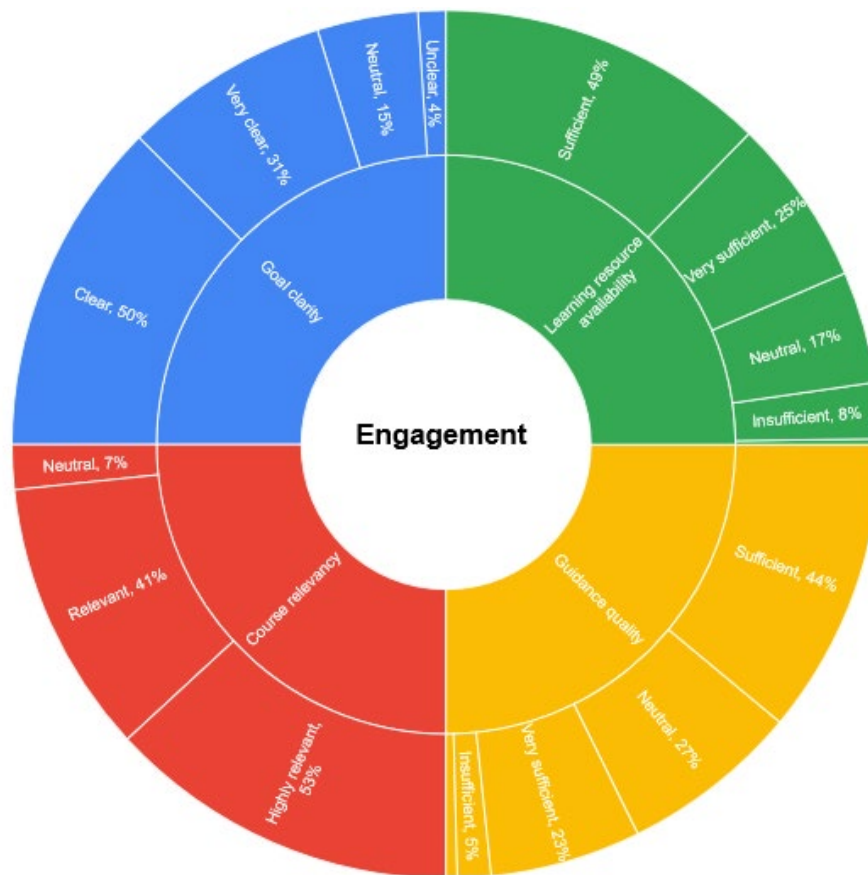 Unclear, 4%
Neutral, 15%
Very clear, 31%
Clear, 50%
Goal clarity
Sufficient, 49%
Very sufficient, 25%
Neutral, 17%
Insufficient, 8%
Learning resource
availability
Engagement
Neutral, 7%
Relevant, 41%
Highly relevant,
53%
Course relevancy
Sufficient, 44%
Neutral, 27%
Very sufficient, 23%
Insufficient, 5%
Guidance quality